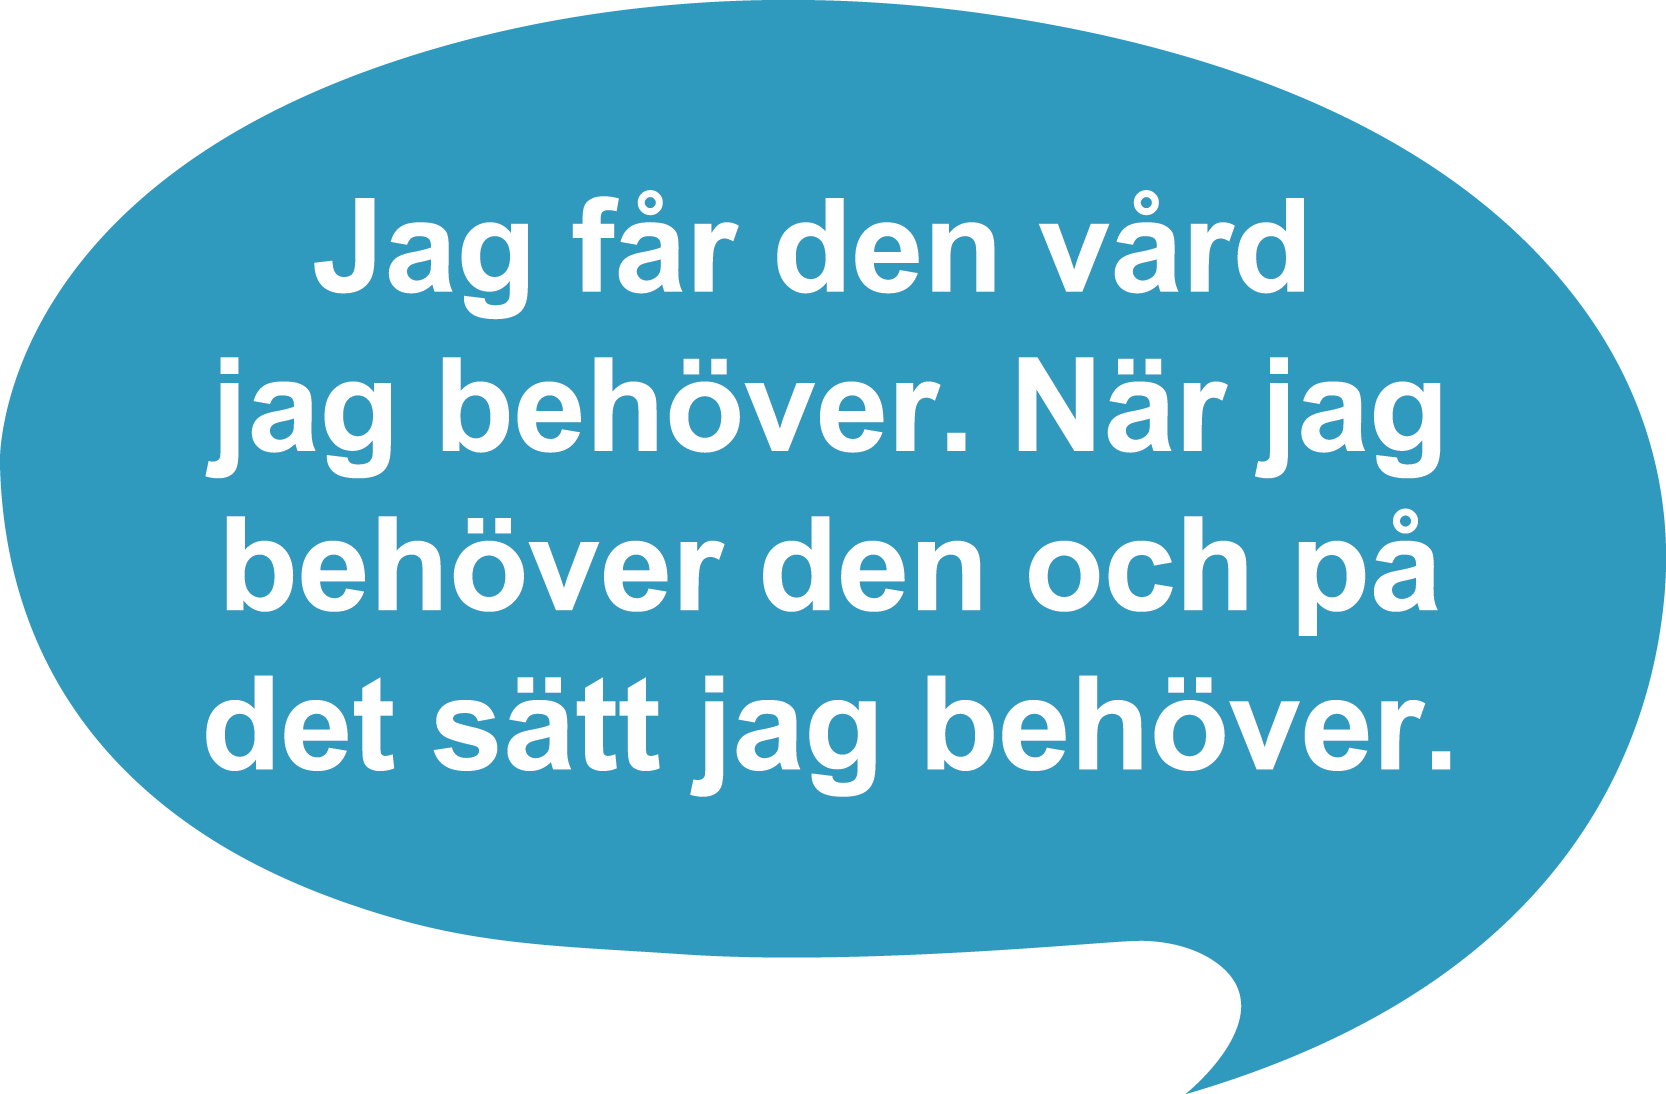 Jag får den vård
jag behöver. När jag
behöver den och på
det sätt jag behöver.